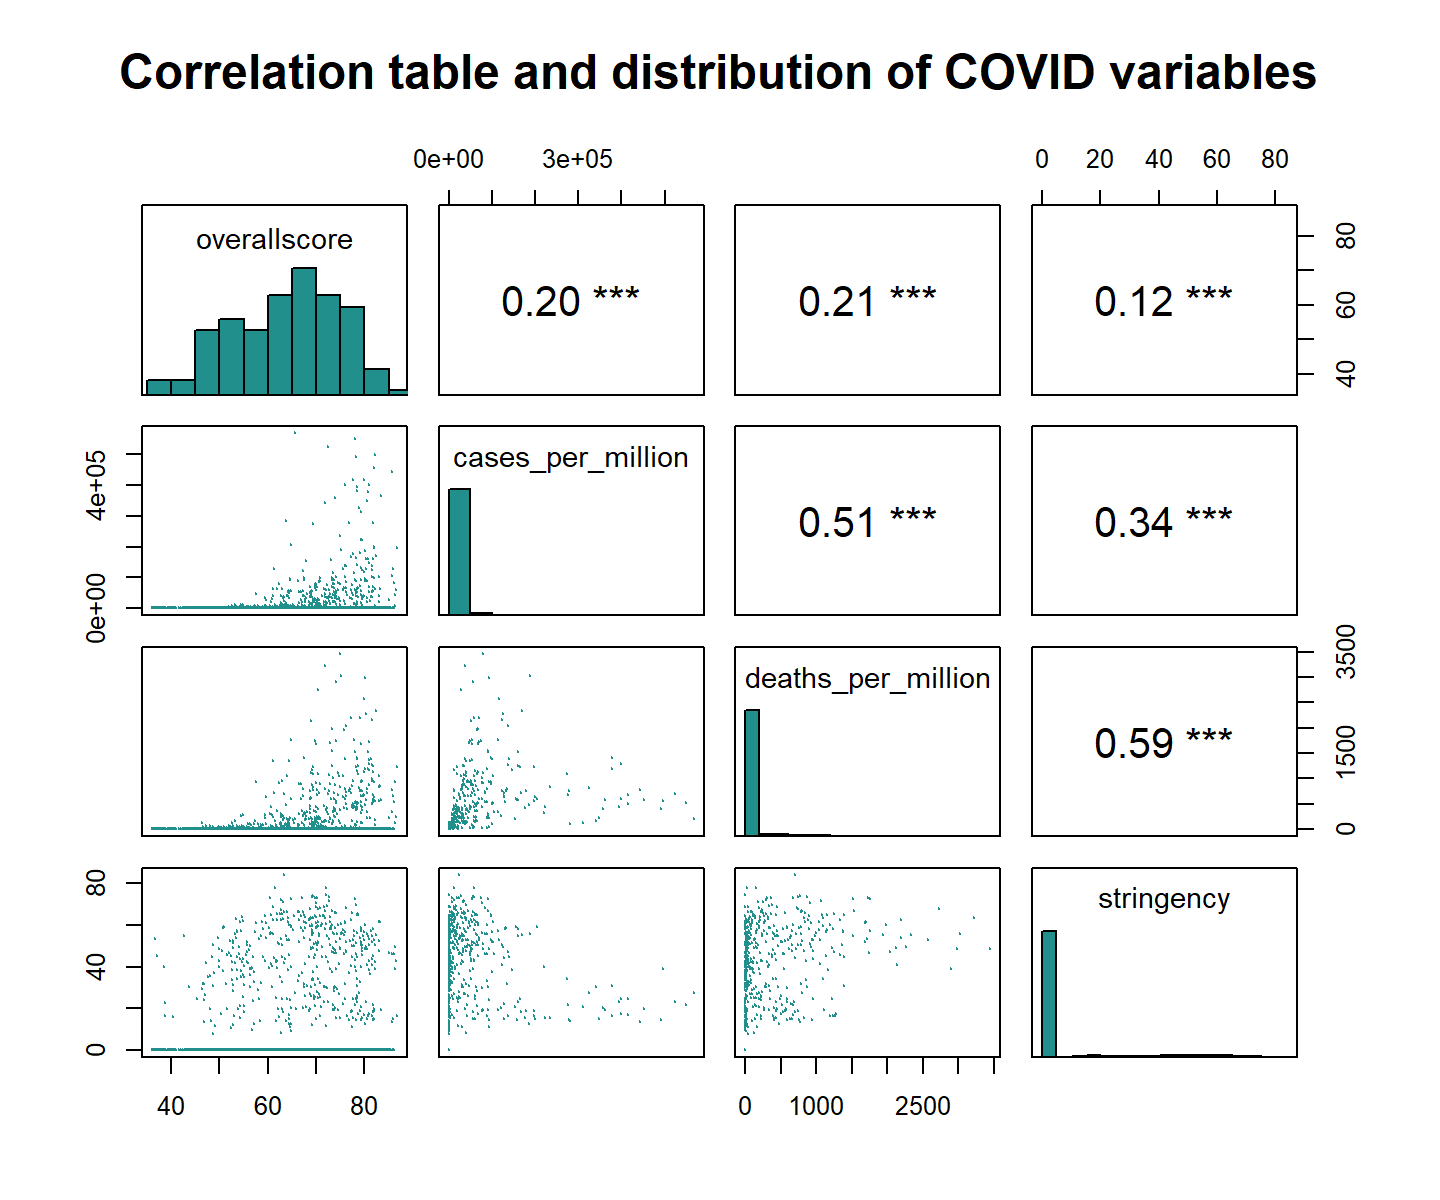 Correlation table and distribution of COVID variables
0e+00 3e+05
0 20 40 60 80
overallscore
0.20 ***
0.21 ***
0.12 ***
40 60 80
0e+00 4e+05
cases_per_million
0.51 ***
0.34 ***
deaths_per_million
0.59 ***
0 1500 3500
0 40 80
stringency
40 60 80
0 1000 2500